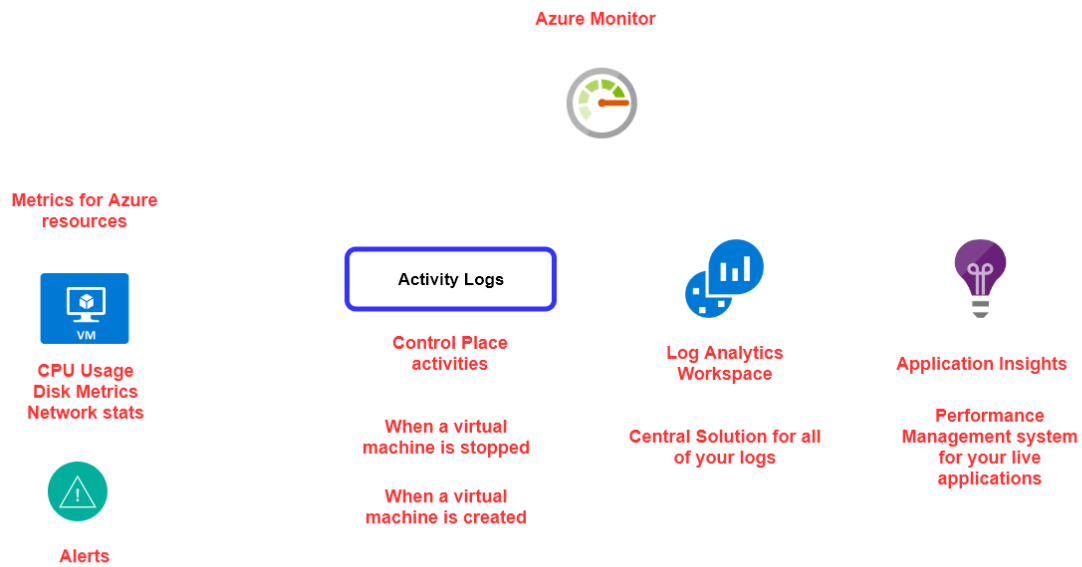 Azure Monitor
Metrics for Azure
resources
VM
CPU Usage
Disk Metrics
Network stats
Alerts
Activity Logs
Control Place
activities
When a virtual
machine is stopped
When a virtual
machine is created
Log Analytics
Workspace
Central Solution for all
of your logs
Application Insights
Performance
Management system
for your live
applications